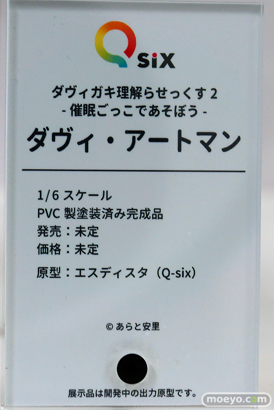 Q SiX
ダヴィガキ理解らせっくす2
- 催眠ごっこであそぼう -
ダヴィ・アートマン
1/6 スケール
PVC 製塗装済み完成品
発売:未定
価格:未定
原型:エスディスタ(Q-six)
© あらと安里
展示品は開発中の出力原型です。
moeyo.com